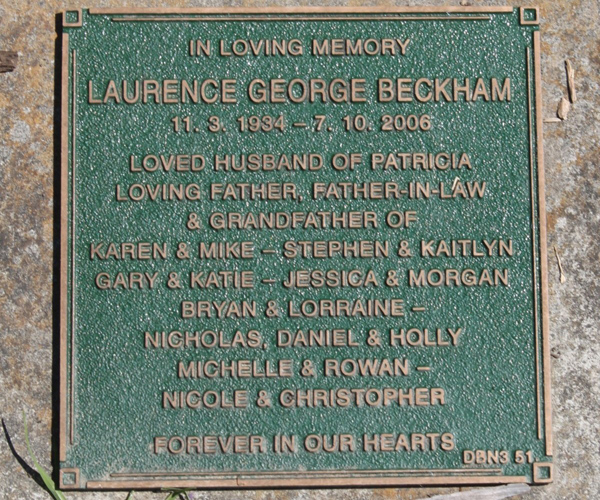 IN LOVING MEMORY
LAURENCE GEORGE BECKHAM
11. 3. 1934 – 7. 10. 2006
LOVED HUSBAND OF PATRICIA
LOVING FATHER, FATHER-IN-LAW
& GRANDFATHER OF
KAREN & MIKE – STEPHEN & KAITLYN
GARY & KATIE – JESSICA & MORGAN
BRYAN & LORRAINE –
NICHOLAS, DANIEL & HOLLY
MICHELLE & ROWAN –
NICOLE & CHRISTOPHER
FOREVER IN OUR HEARTS
DBN3 51